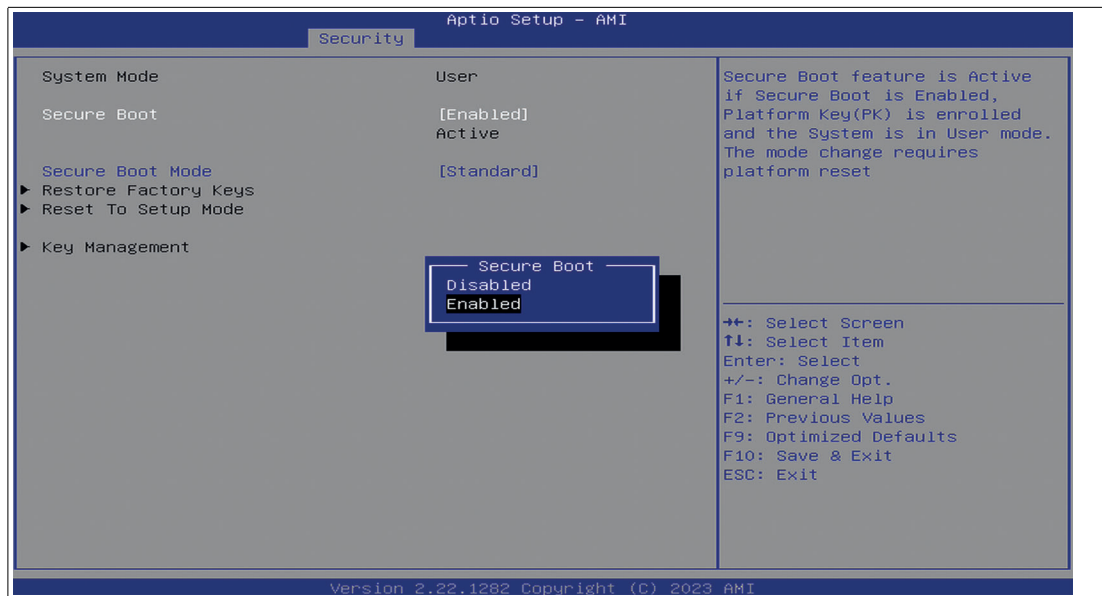 Aptio Setup – AMI
Security
System Mode User
Secure Boot [Enabled]
Active
Secure Boot Mode [Standard]
▶ Restore Factory Keys
▶ Reset To Setup Mode
▶ Key Management
Secure Boot
Disabled
Enabled
Secure Boot feature is Active
if Secure Boot is Enabled,
Platform Key(PK) is enrolled
and the System is in User mode.
The mode change requires
platform reset
→←: Select Screen
↑↓: Select Item
Enter: Select
+/-: Change Opt.
F1: General Help
F2: Previous Values
F9: Optimized Defaults
F10: Save & Exit
ESC: Exit
Version 2.22.1282 Copyright (C) 2023 AMI